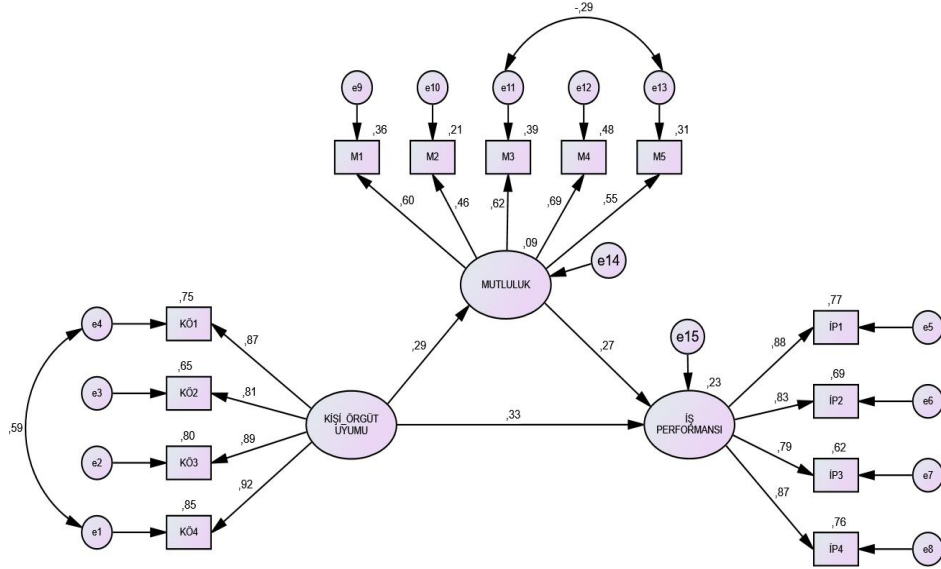 -,29
e9
e10
e11
e12
e13
,36
,21
,39
,48
,31
M1
M2
M3
M4
M5
,60
,46
,62
,69
,55
,09
e14
MUTLULUK
,75
e4
KÖ1
,87
,65
e3
KÖ2
,81
,59
,80
e2
KÖ3
,89
,85
e1
KÖ4
,92
KİŞİ_ÖRGÜT
UYUMU
,29
,27
,33
e15
,23
İŞ
PERFORMANSI
,77
,88
İP1
e5
,69
,83
İP2
e6
,62
,79
İP3
e7
,76
,87
İP4
e8